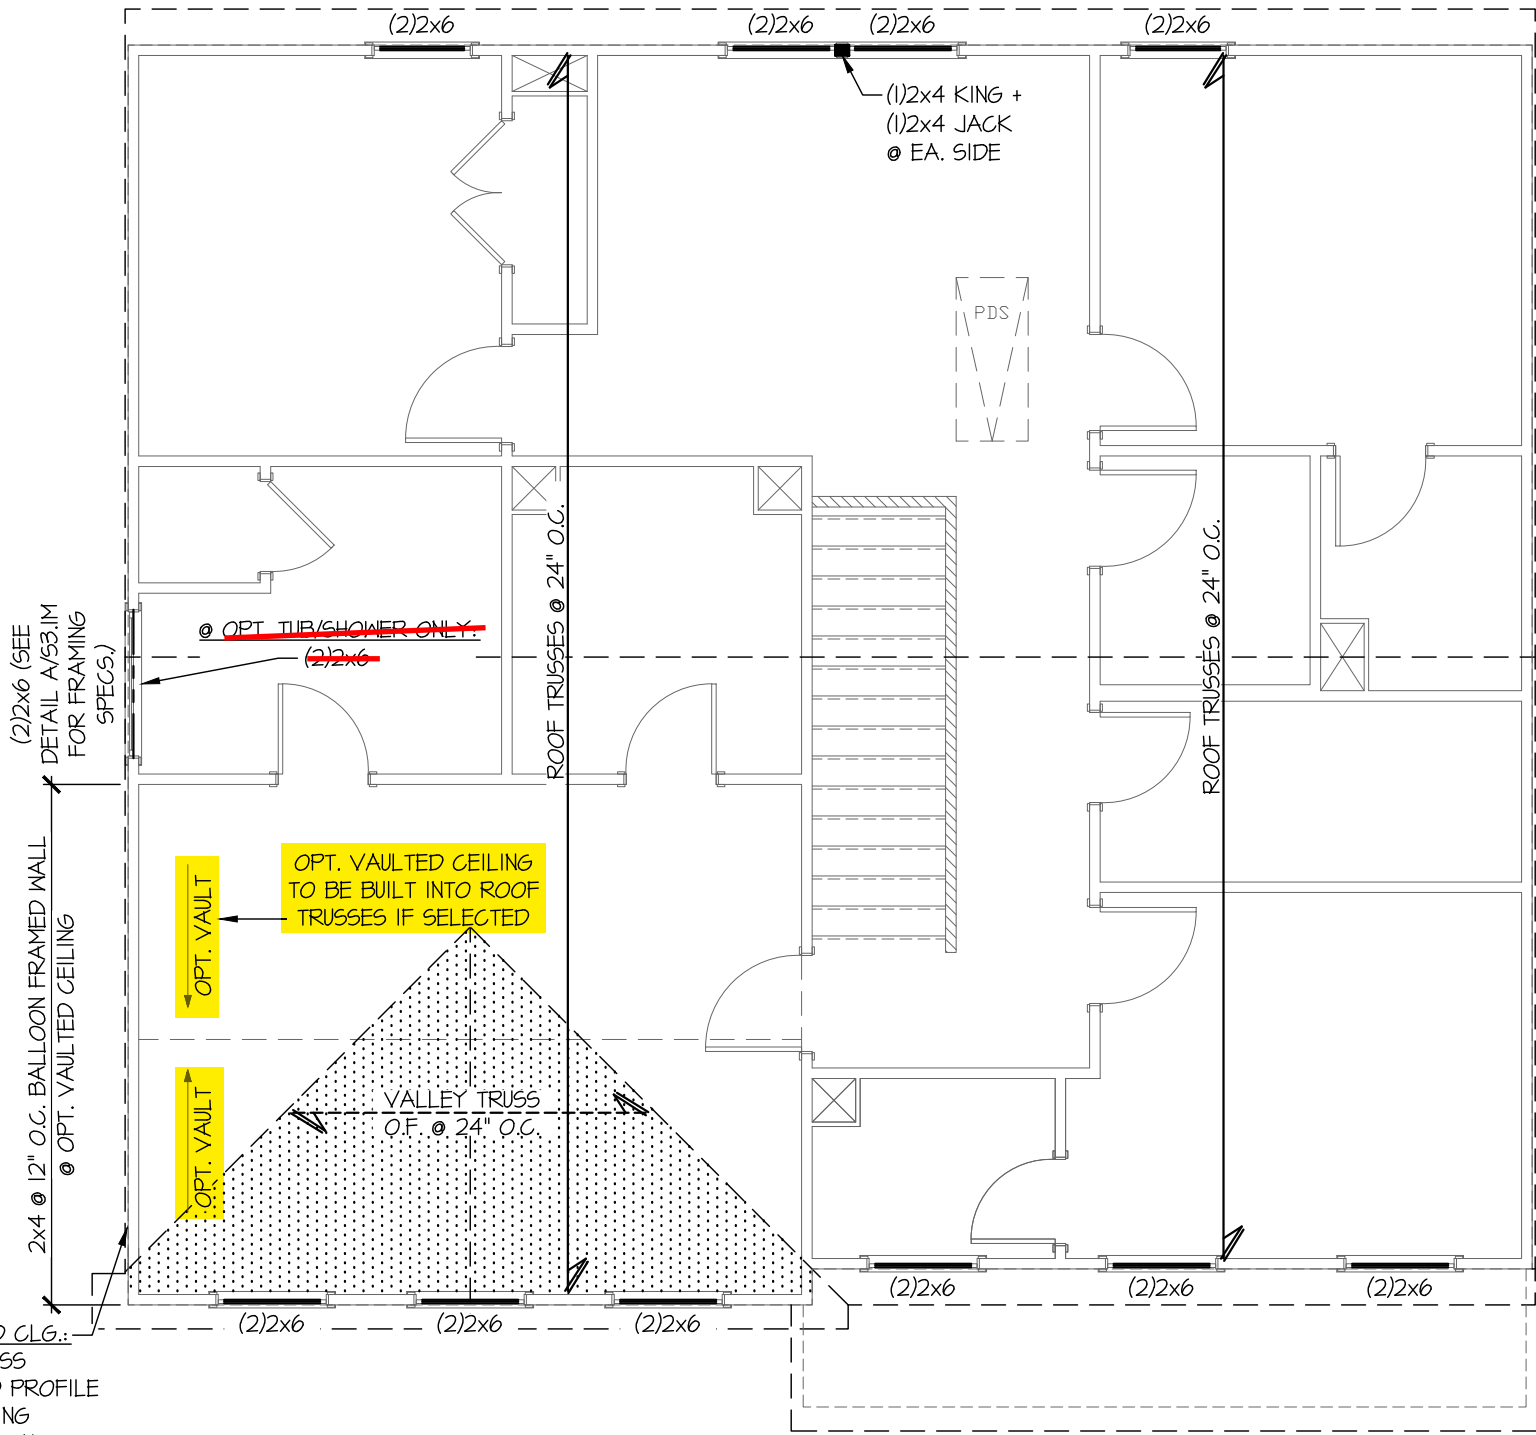 (2)2x6
(2)2x6
(2)2x6
(2)2x6
(1)2x4 KING +
(1)2x4 JACK
@ EA. SIDE
PDS
ROOF TRUSSES @ 24" O.C.
ROOF TRUSSES @ 24" O.C.
@ OPT. TUB/SHOWER ONLY:
(2)2x6
(2)2x6 (SEE
DETAIL A/S3.1M
FOR FRAMING
SPECS.)
OPT. VAULTED CEILING
TO BE BUILT INTO ROOF
TRUSSES IF SELECTED
OPT. VAULT
OPT. VAULT
2x4 @ 12" O.C. BALLOON FRAMED WALL
@ OPT. VAULTED CEILING
VALLEY TRUSS
O.F. @ 24" O.C.
(2)2x6
(2)2x6
(2)2x6
(2)2x6
(2)2x6
(2)2x6
CLG.:
PROFILE